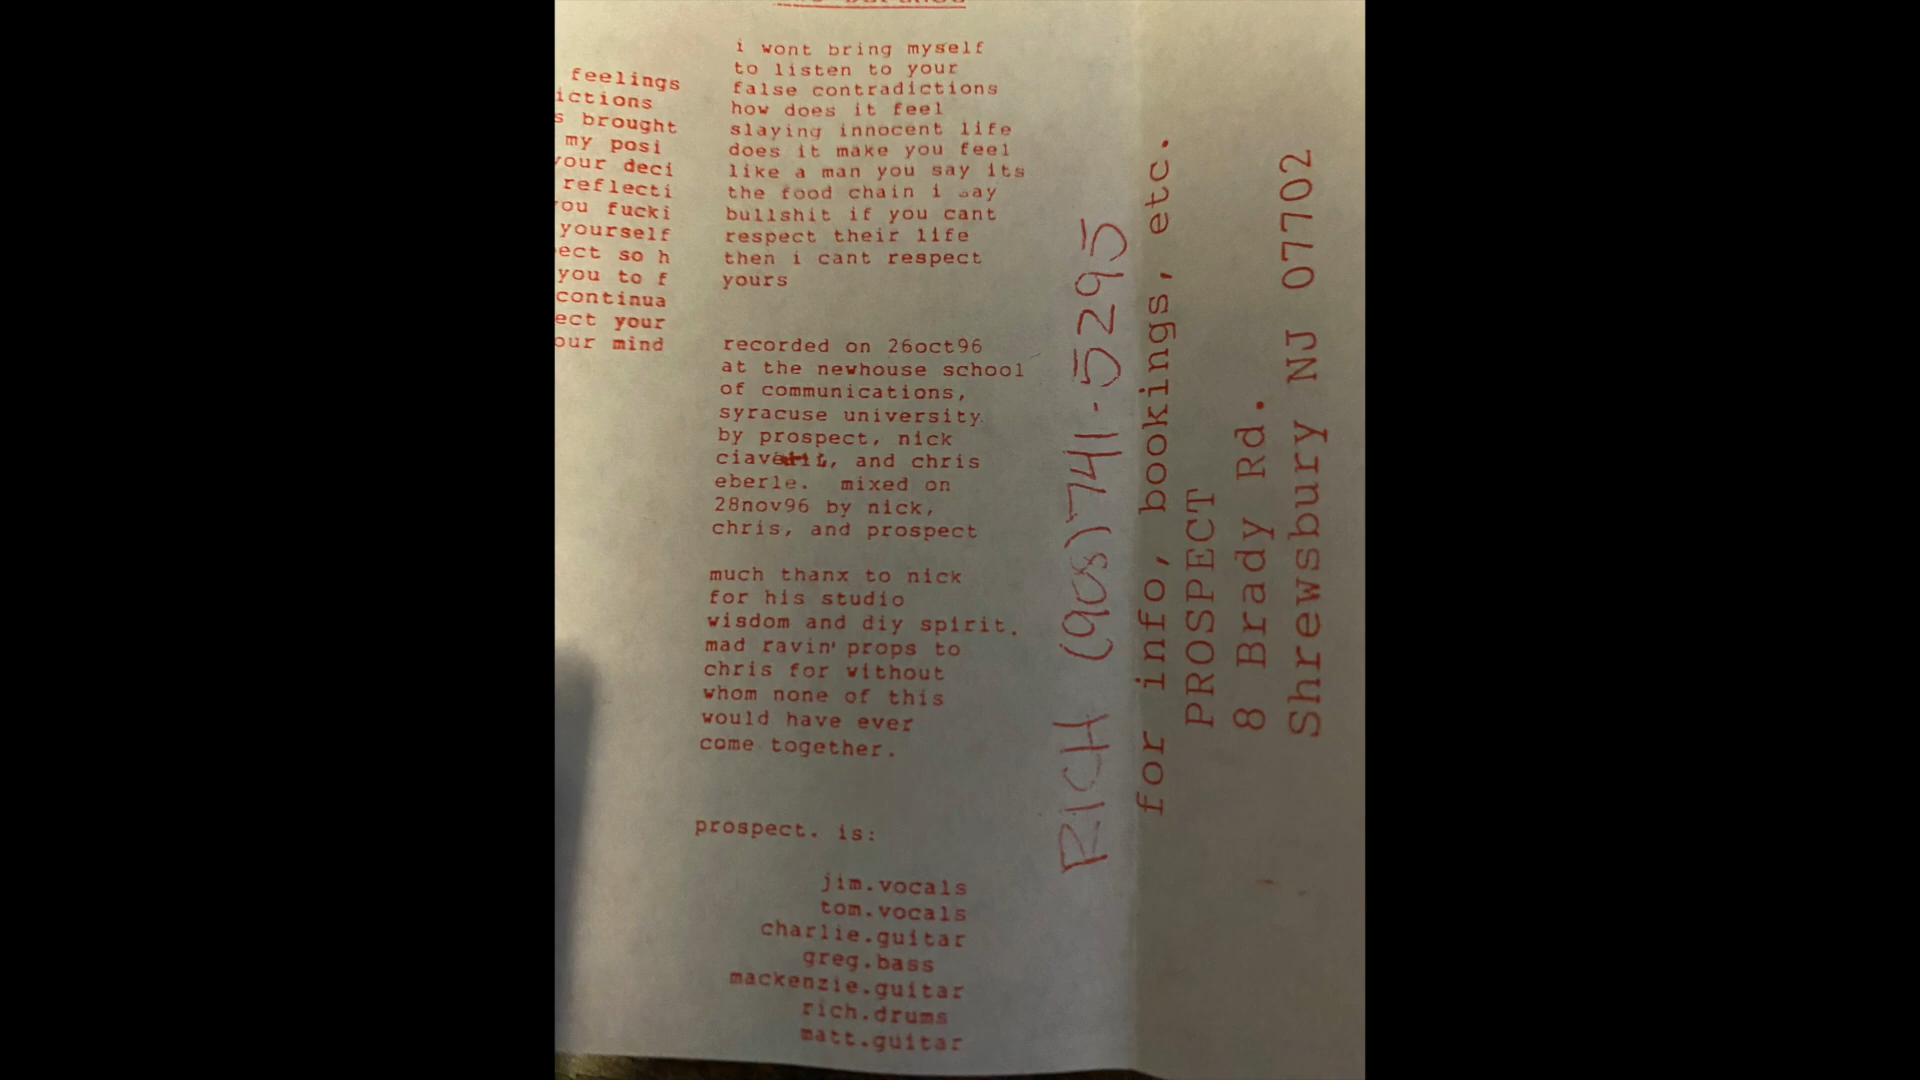 feelings
ictions
s brought
my posi
your deci
reflecti
ou fucki
yourself
ect so h
you to f
continua
ect your
our mind
i wont bring myself
to listen to your
false contradictions
how does it feel
slaying innocent life
does it make you feel
like a man you say its
the food chain i say
bullshit if you cant
respect their life
then i cant respect
yours
recorded on 26oct96
at the newhouse school
of communications,
syracuse university.
by prospect, nick
and chris
eberle. mixed on
28nov96 by nick,
chris, and prospect
much thanx to nick
for his studio
wisdom and diy spirit.
mad ravin' props to
chris for without
whom none of this
would have ever
come together.
prospect. is:
jim.vocals
tom.vocals
charlie.guitar
greg.bass
mackenzie.guitar
rich.drums
matt.guitar
RICH (908)741-5295
for info, bookings, etc.
PROSPECT
8 Brady Rd.
Shrewsbury NJ 07702